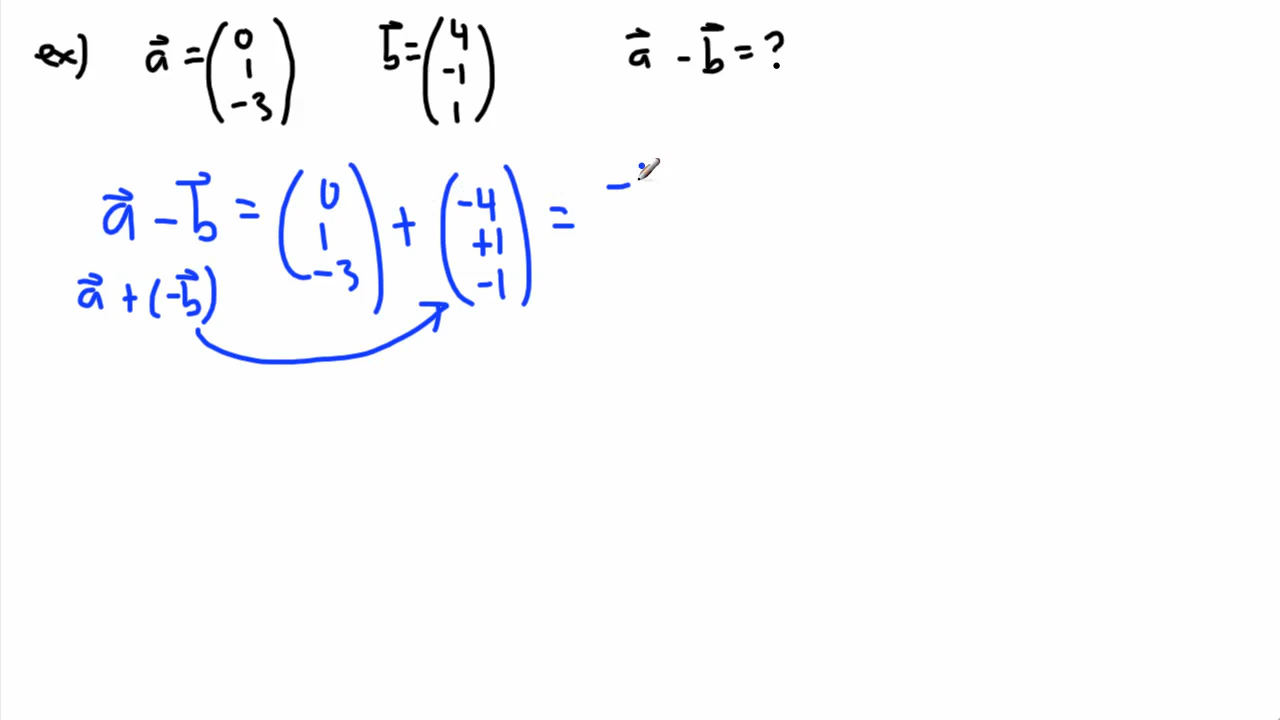 ex) a⃗ = (0 1 -3) b⃗ = (4 -1 1) a⃗ - b⃗ = ?
a⃗ - b⃗ = (0 1 -3) + (-4 +1 -1) = -
a⃗ + (-b⃗)